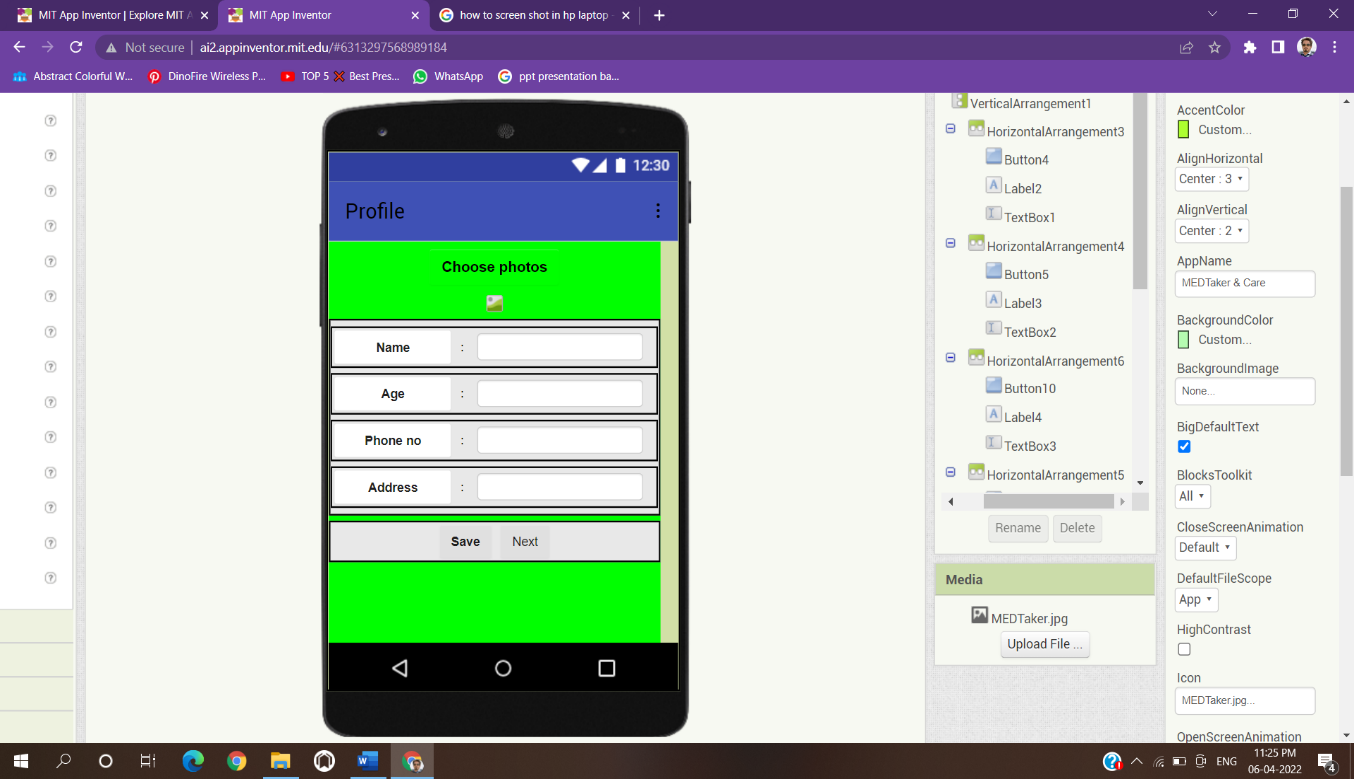 MIT App Inventor | Explore MIT A
MIT App Inventor
how to screen shot in hp laptop -
Not secure | ai2.appinventor.mit.edu/#6313297568989184
Abstract Colorful W...
DinoFire Wireless P...
TOP 5 ❌ Best Pres...
WhatsApp
ppt presentation ba...
12:30
Profile
Choose photos
Name : 
Age :
Phone no :
Address :
Save
Next
VerticalArrangement1
HorizontalArrangement3
Button4
Label2
TextBox1
HorizontalArrangement4
Button5
Label3
TextBox2
HorizontalArrangement6
Button10
Label4
TextBox3
HorizontalArrangement5
Rename
Delete
Media
MEDTaker.jpg
Upload File ...
AccentColor
Custom...
AlignHorizontal
Center : 3
AlignVertical
Center : 2
AppName
MEDTaker & Care
BackgroundColor
Custom...
BackgroundImage
None...
BigDefaultText
BlocksToolkit
All
CloseScreenAnimation
Default
DefaultFileScope
App
HighContrast
Icon
MEDTaker.jpg...
OpenScreenAnimation
ENG
11:25 PM
06-04-2022
4